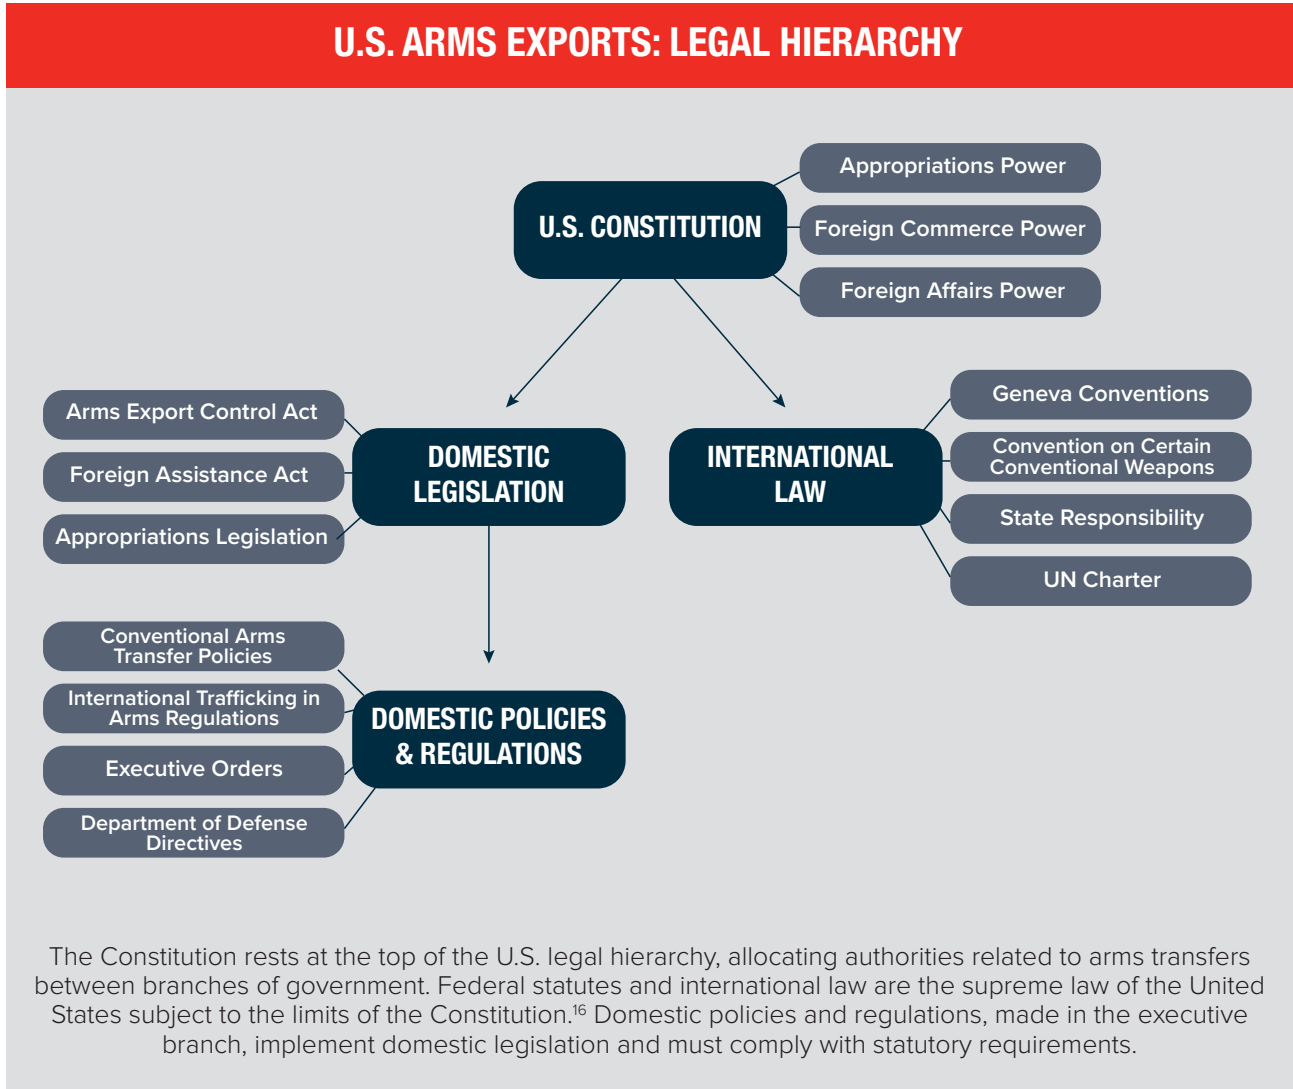 U.S. ARMS EXPORTS: LEGAL HIERARCHY
U.S. CONSTITUTION
Appropriations Power
Foreign Commerce Power
Foreign Affairs Power
Arms Export Control Act
Foreign Assistance Act
Appropriations Legislation
DOMESTIC
LEGISLATION
INTERNATIONAL
LAW
Geneva Conventions
Convention on Certain
Conventional Weapons
State Responsibility
UN Charter
Conventional Arms
Transfer Policies
International Trafficking in
Arms Regulations
Executive Orders
Department of Defense
Directives
DOMESTIC POLICIES
& REGULATIONS
The Constitution rests at the top of the U.S. legal hierarchy, allocating authorities related to arms transfers
between branches of government. Federal statutes and international law are the supreme law of the United
States subject to the limits of the Constitution.¹⁶ Domestic policies and regulations, made in the executive
branch, implement domestic legislation and must comply with statutory requirements.